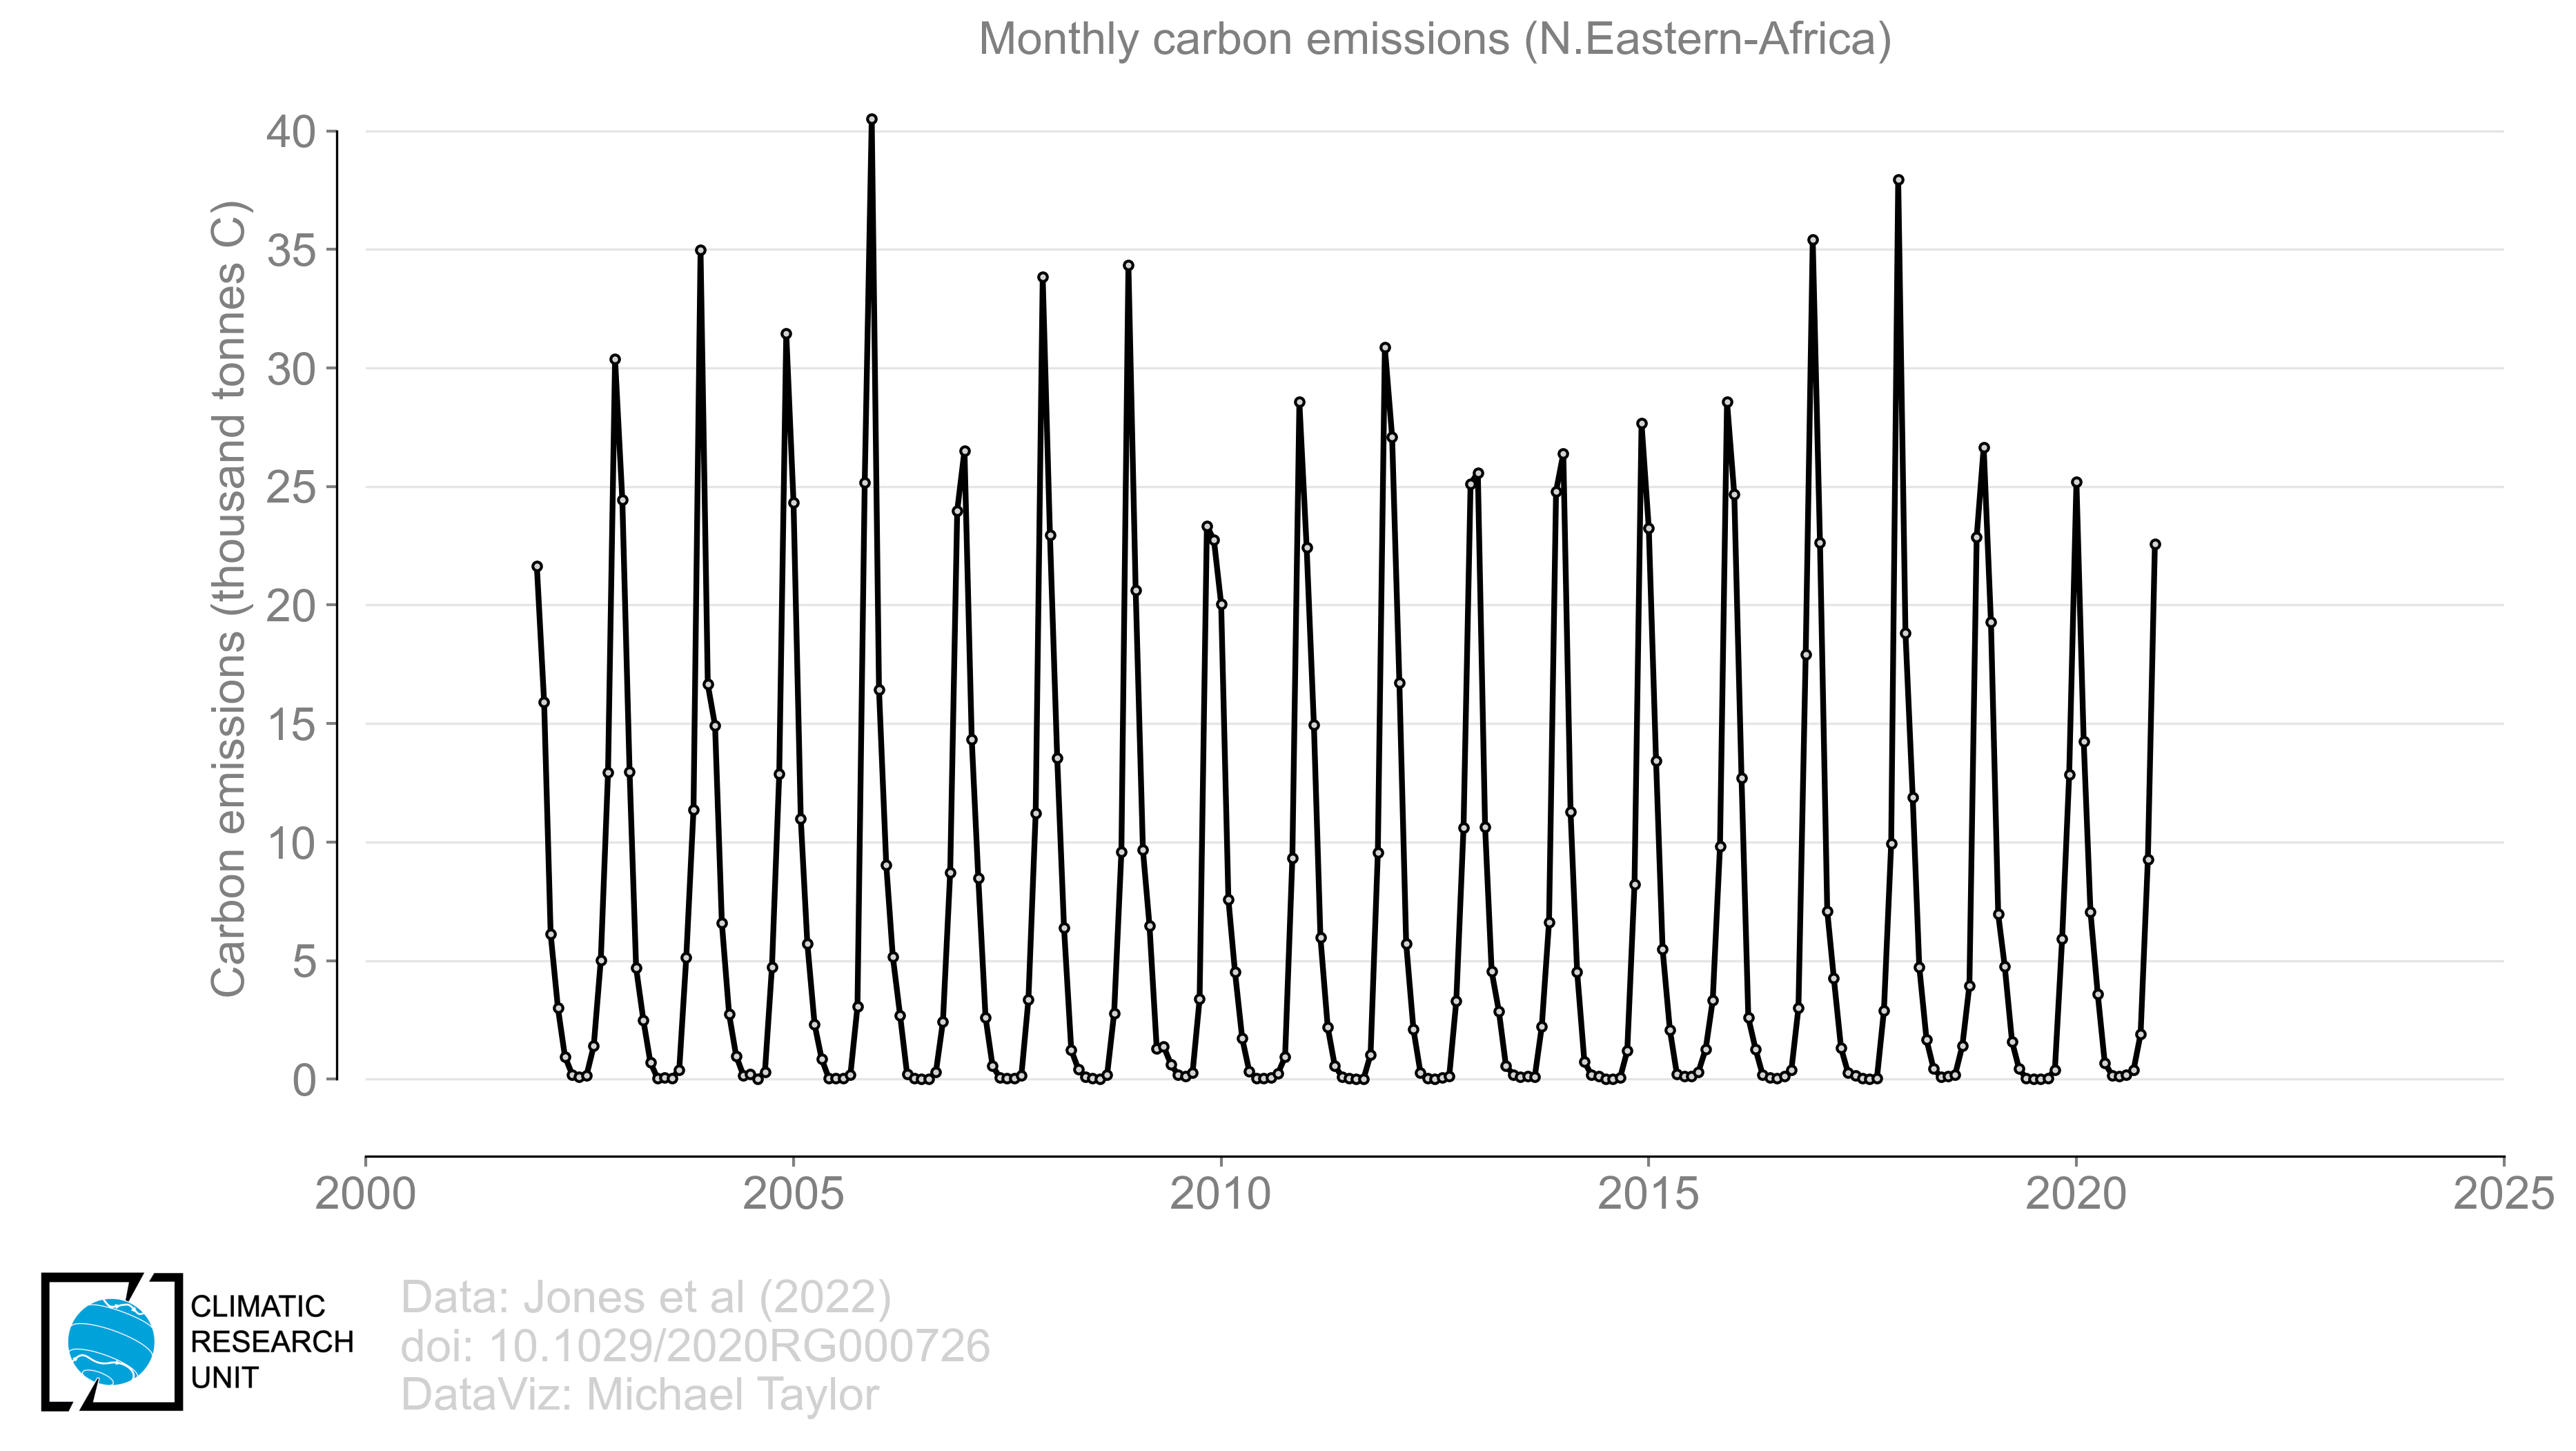 Monthly carbon emissions (N.Eastern-Africa)
Carbon emissions (thousand tonnes C)
40
35
30
25
20
15
10
5
0
2000 2005 2010 2015 2020 2025
CLIMATIC
RESEARCH
UNIT
Data: Jones et al (2022)
doi: 10.1029/2020RG000726
DataViz: Michael Taylor